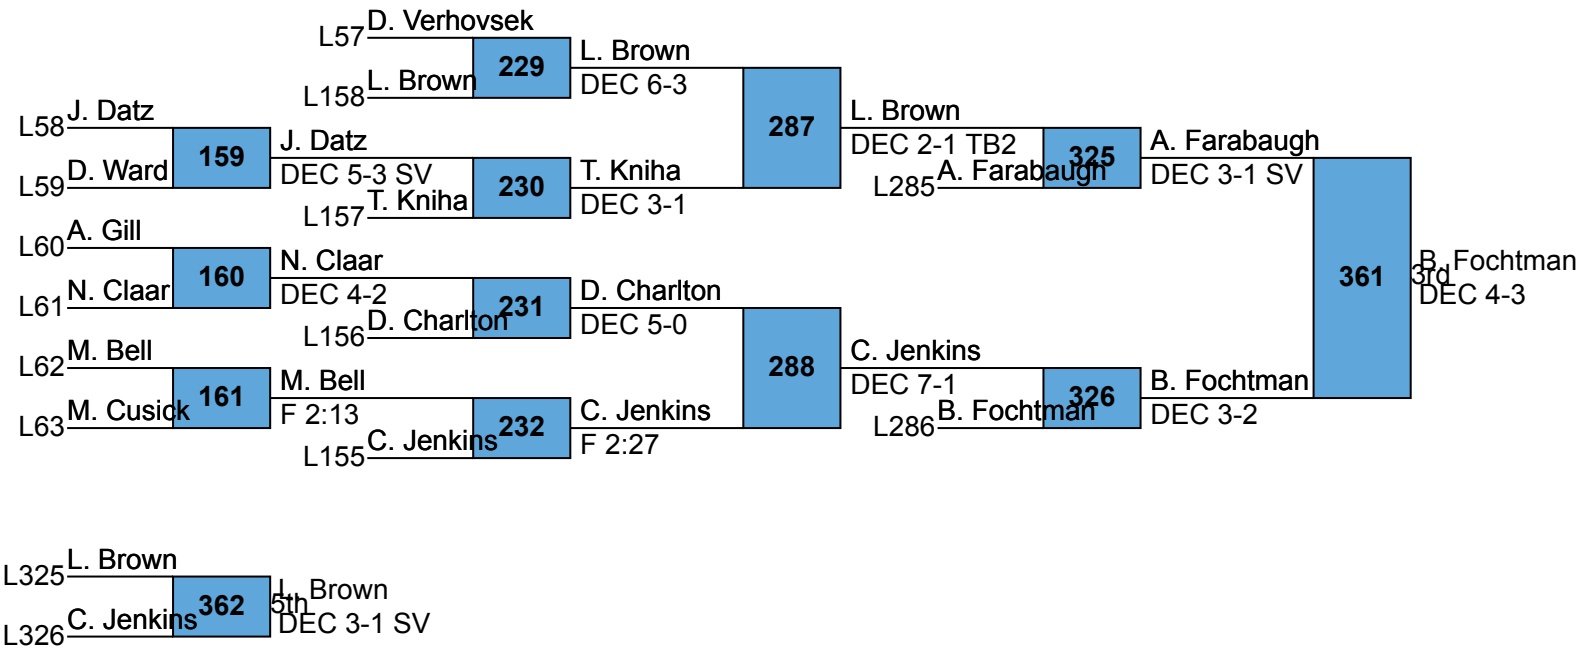 D. Verhovsek
L57
229
L. Brown
DEC 6-3
L. Brown
L158
J. Datz
L58
159
J. Datz
DEC 5-3 SV
D. Ward
L59
230
T. Kniha
DEC 3-1
T. Kniha
L157
287
L. Brown
DEC 2-1 TB2
325
A. Farabaugh
L285
A. Farabaugh
DEC 3-1 SV
A. Gill
L60
160
N. Claar
DEC 4-2
N. Claar
L61
231
D. Charlton
DEC 5-0
D. Charlton
L156
M. Bell
L62
161
M. Bell
F 2:13
M. Cusick
L63
232
C. Jenkins
F 2:27
C. Jenkins
L155
288
C. Jenkins
DEC 7-1
326
B. Fochtman
L286
B. Fochtman
DEC 3-2
361
3rd
B. Fochtman
DEC 4-3
L. Brown
L325
362
5th
L. Brown
DEC 3-1 SV
C. Jenkins
L326